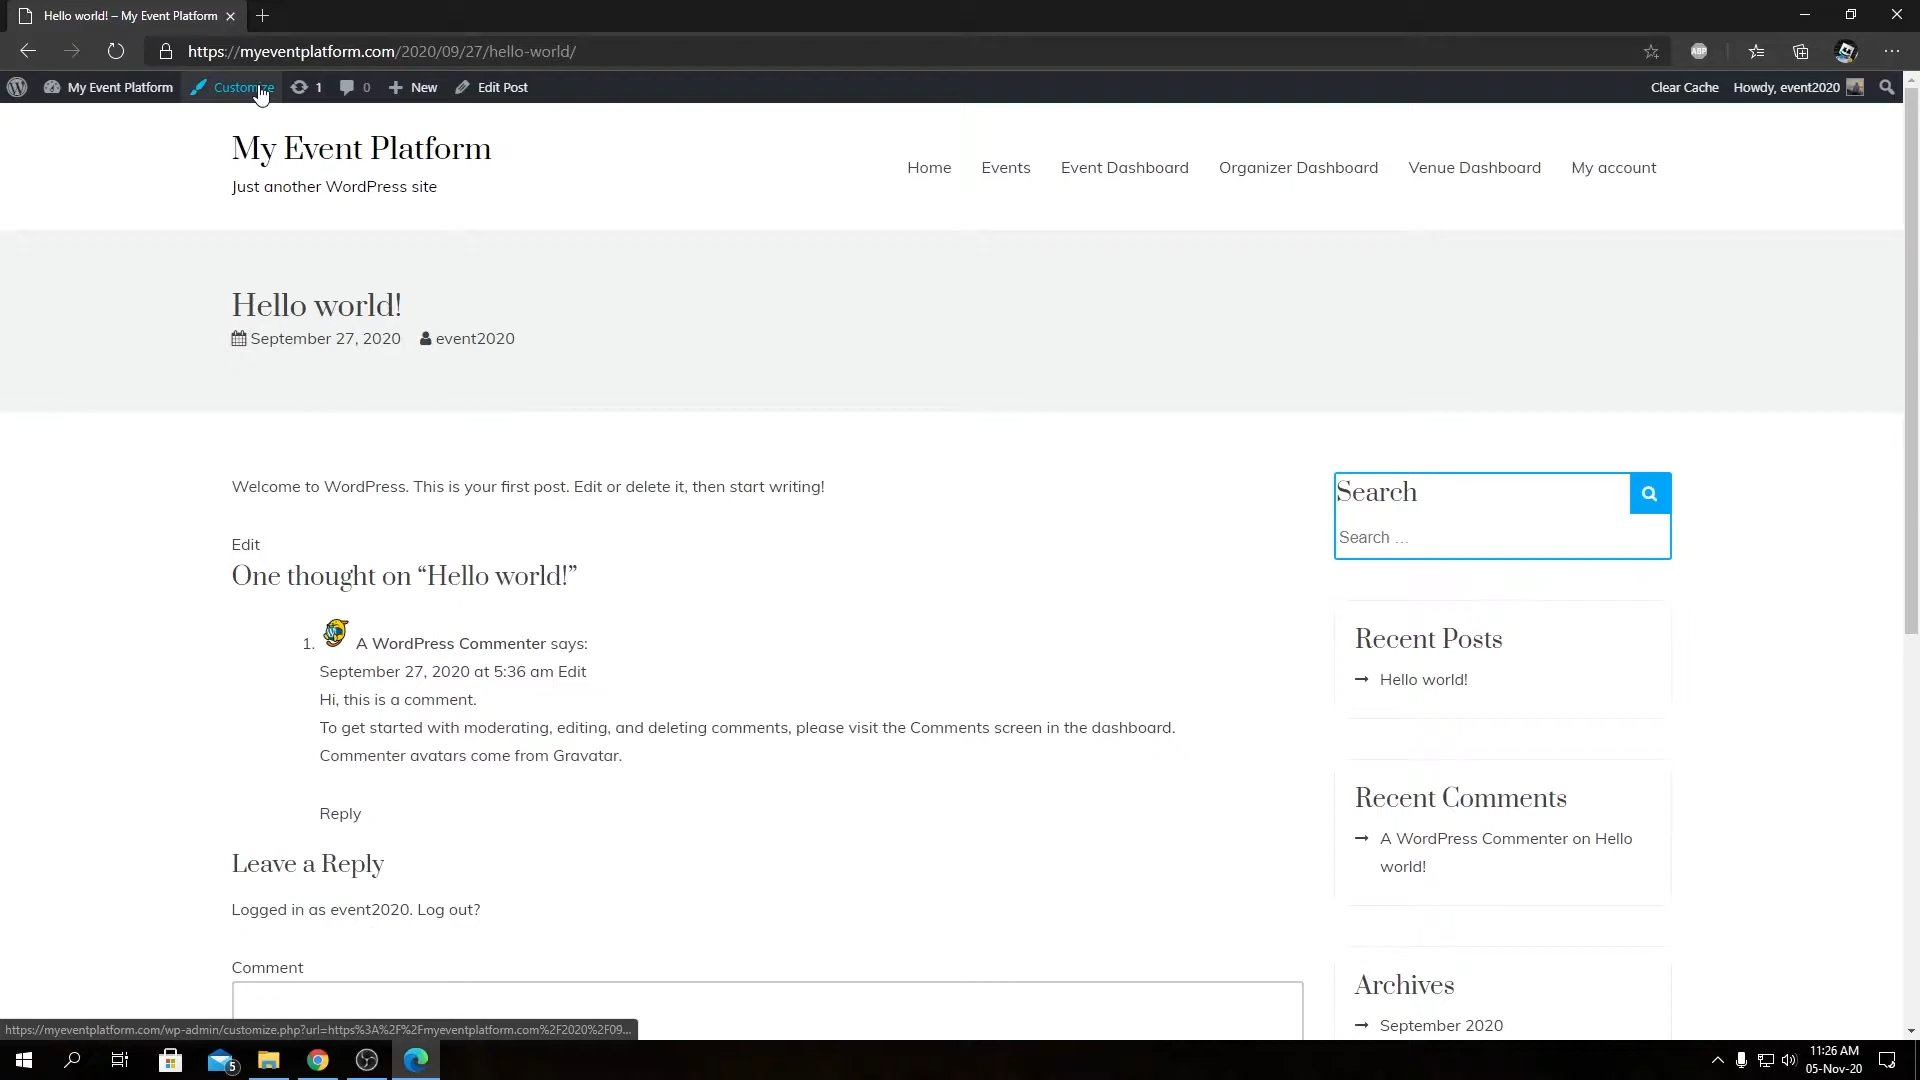 Hello world! – My Event Platform
https://myeventplatform.com/2020/09/27/hello-world/
ABP
My Event Platform Customize 1 0 New Edit Post Clear Cache Howdy, event2020
My Event Platform
Just another WordPress site
Home Events Event Dashboard Organizer Dashboard Venue Dashboard My account
Hello world!
September 27, 2020 event2020
Welcome to WordPress. This is your first post. Edit or delete it, then start writing!
Edit
One thought on “Hello world!”
1. A WordPress Commenter says:
September 27, 2020 at 5:36 am Edit
Hi, this is a comment.
To get started with moderating, editing, and deleting comments, please visit the Comments screen in the dashboard.
Commenter avatars come from Gravatar.
Reply
Leave a Reply
Logged in as event2020. Log out?
Comment
Search
Search …
Recent Posts
Hello world!
Recent Comments
A WordPress Commenter on Hello
world!
Archives
September 2020
https://myeventplatform.com/wp-admin/customize.php?url=https%3A%2F%2Fmyeventplatform.com%2F2020%2F09...
5
11:26 AM
05-Nov-20